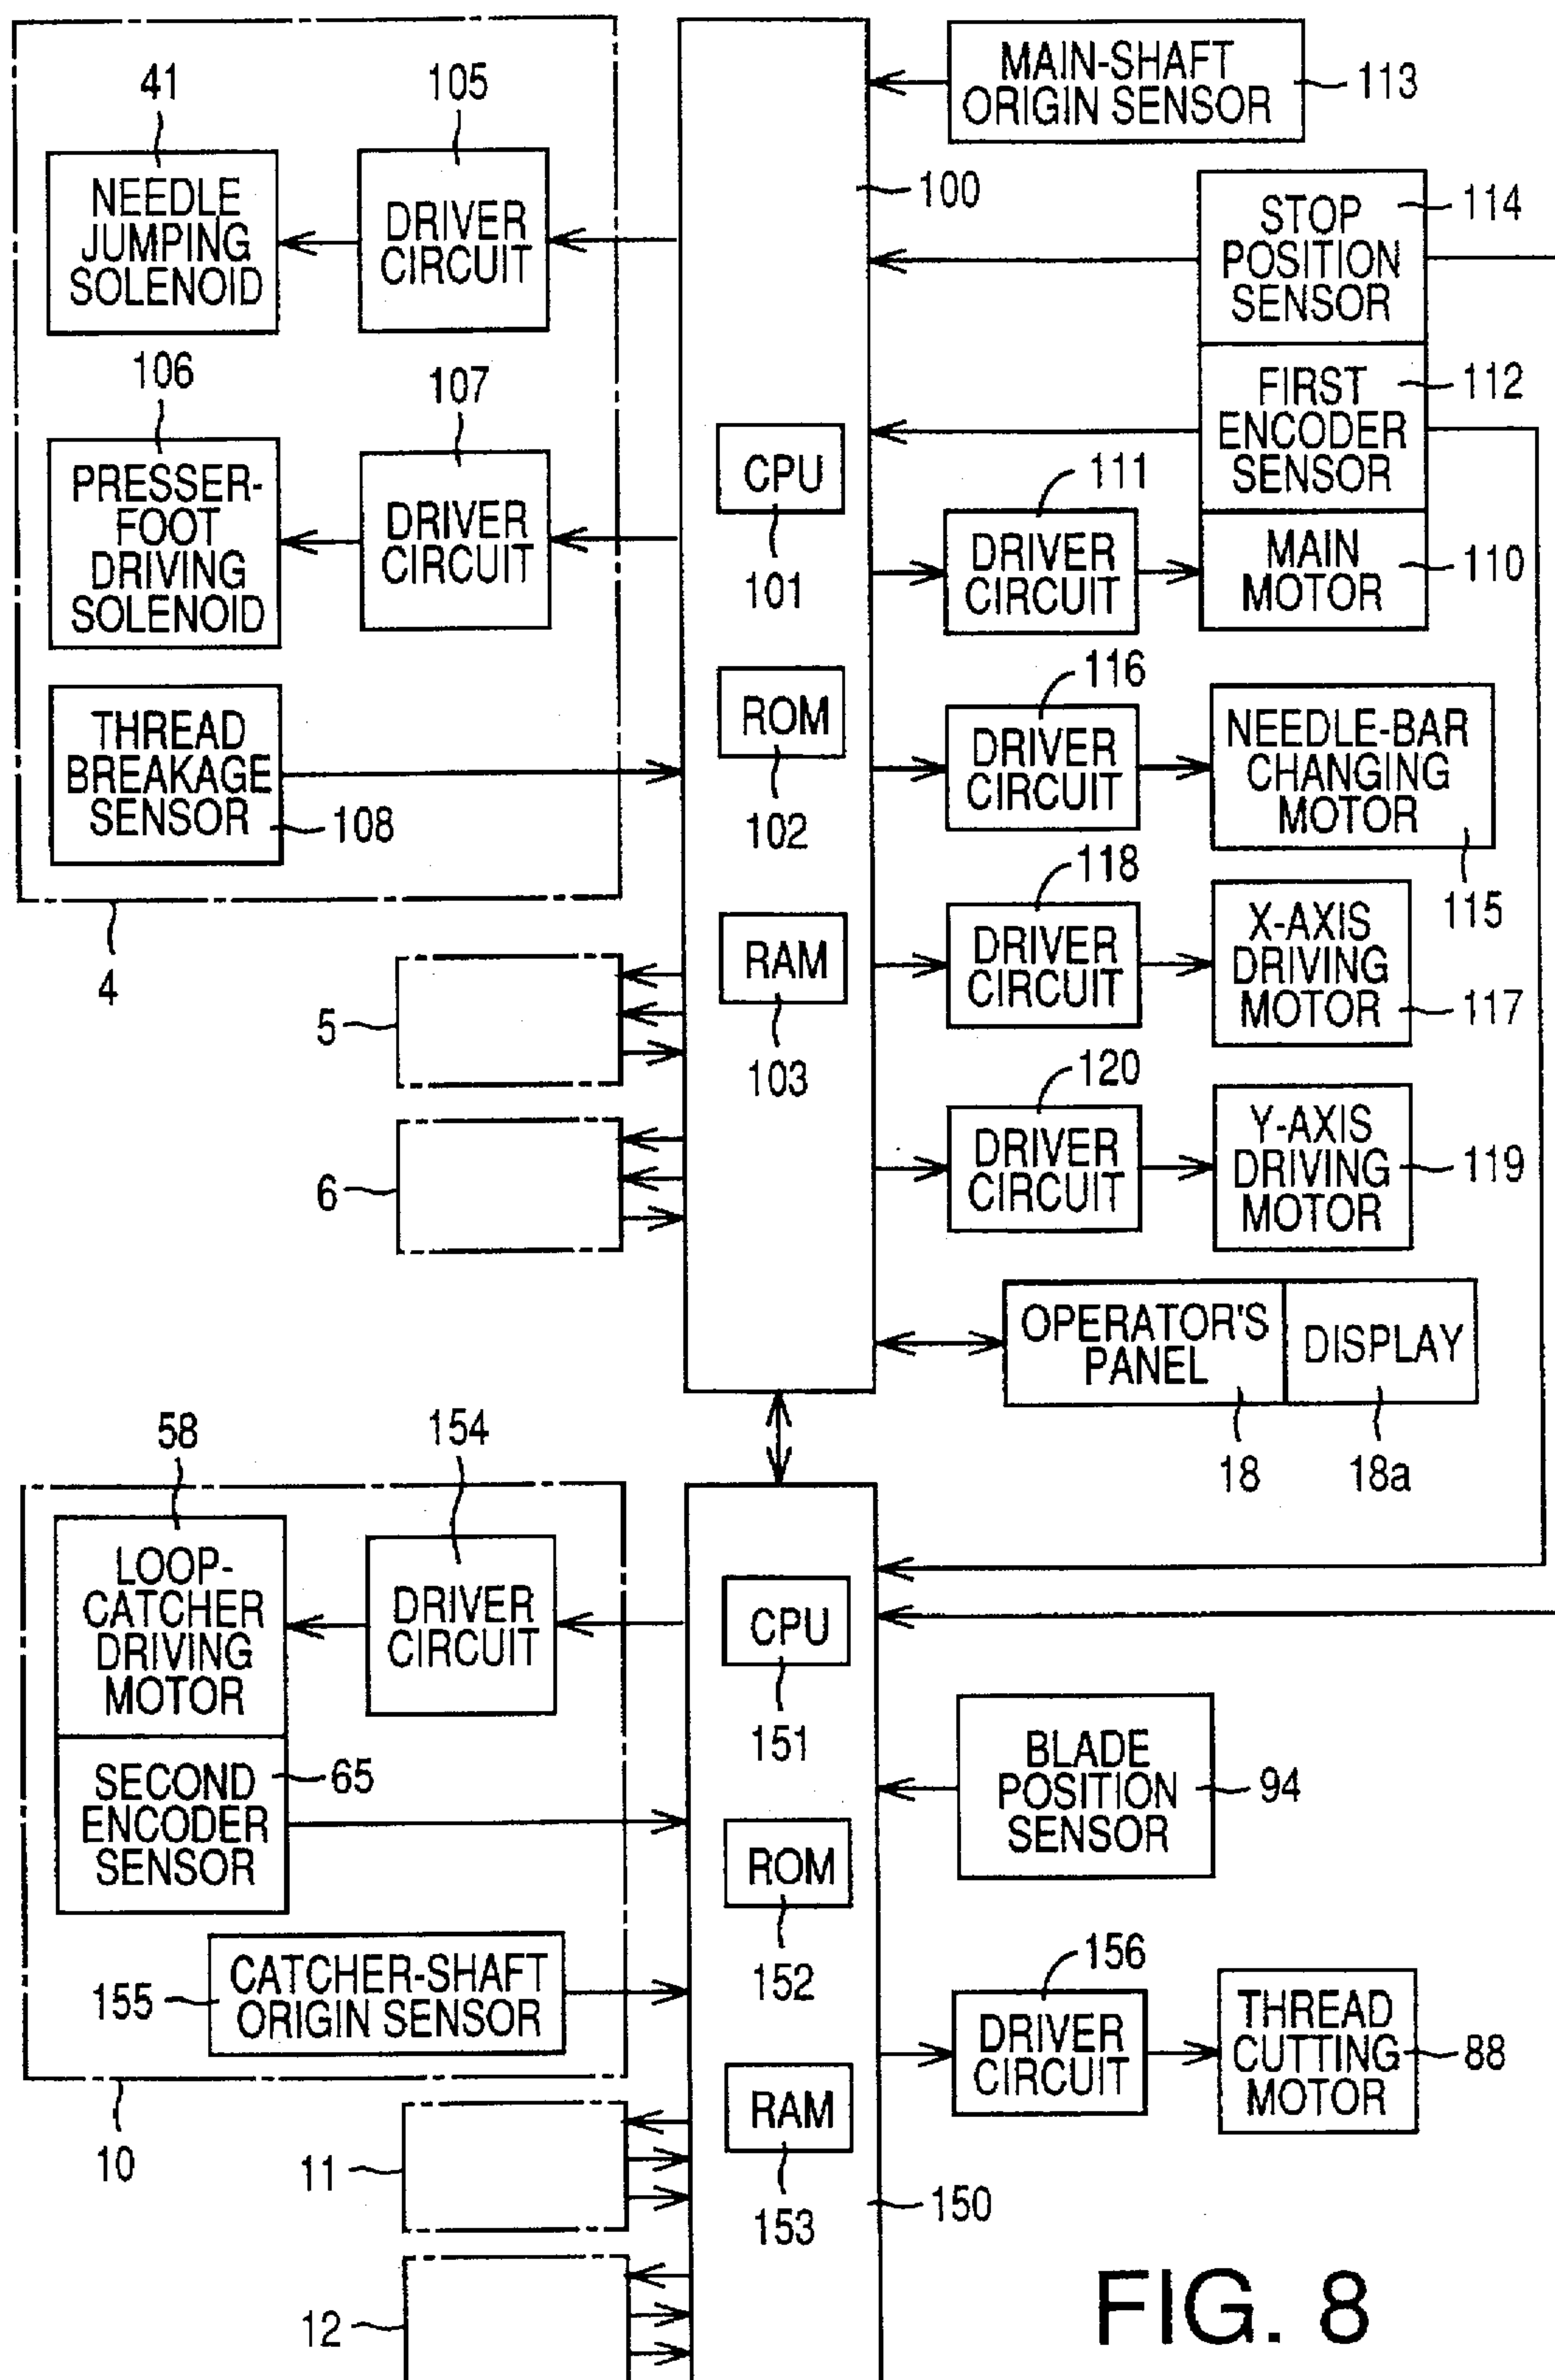 MAIN-SHAFT
ORIGIN SENSOR
113
41
105
100
NEEDLE
JUMPING
SOLENOID
DRIVER
CIRCUIT
STOP
POSITION
SENSOR
114
106
107
FIRST
ENCODER
SENSOR
112
PRESSER-
FOOT
DRIVING
SOLENOID
DRIVER
CIRCUIT
CPU
101
111
DRIVER
CIRCUIT
MAIN
MOTOR
110
THREAD
BREAKAGE
SENSOR
108
ROM
102
116
DRIVER
CIRCUIT
NEEDLE-BAR
CHANGING
MOTOR
115
4
RAM
103
118
DRIVER
CIRCUIT
X-AXIS
DRIVING
MOTOR
117
5
120
DRIVER
CIRCUIT
Y-AXIS
DRIVING
MOTOR
119
6
OPERATOR'S
PANEL
DISPLAY
18
18a
58
154
LOOP-
CATCHER
DRIVING
MOTOR
DRIVER
CIRCUIT
CPU
151
SECOND
ENCODER
SENSOR
65
BLADE
POSITION
SENSOR
94
ROM
152
155
CATCHER-SHAFT
ORIGIN SENSOR
156
DRIVER
CIRCUIT
THREAD
CUTTING
MOTOR
88
10
RAM
153
11
150
12
FIG. 8